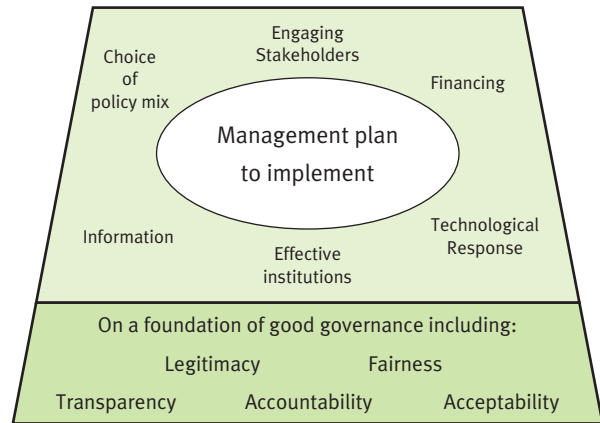 Engaging
Stakeholders
Choice
of
policy mix
Financing
Management plan
to implement
Information
Technological
Response
Effective
institutions
On a foundation of good governance including:
Legitimacy Fairness
Transparency Accountability Acceptability